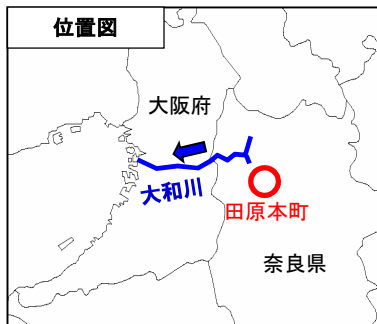 位置図
大阪府
大和川
田原本町
奈良県